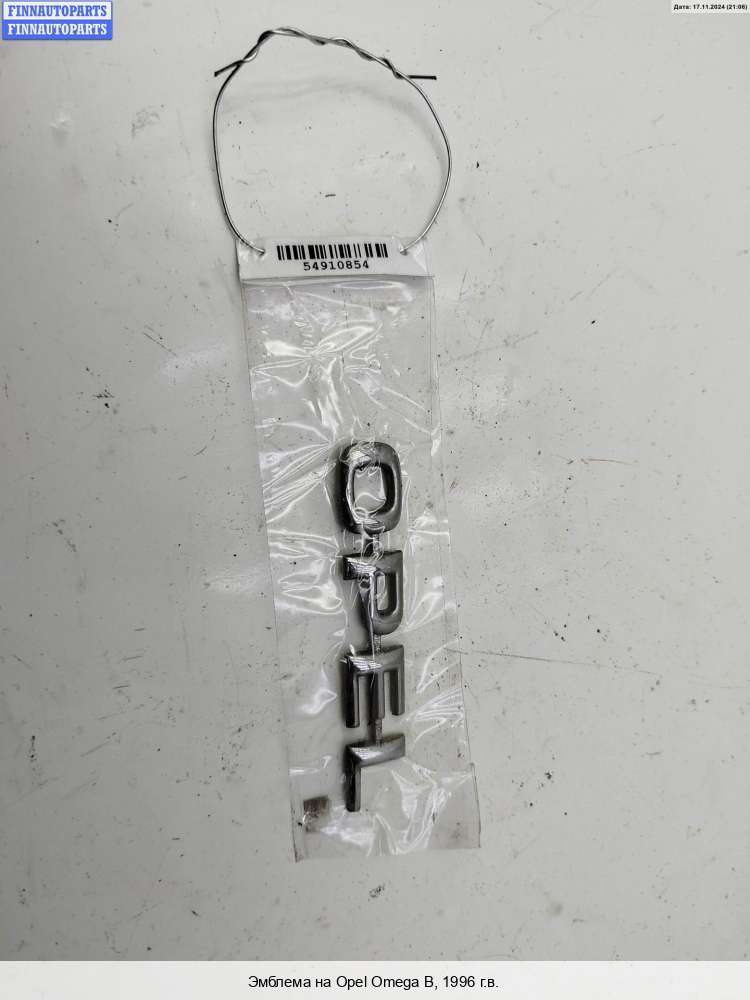 FINNAUTOPARTS
FINNAUTOPARTS
Дата: 17.11.2024 (21:06)
54910854
OPEL
Эмблема на Opel Omega B, 1996 г.в.